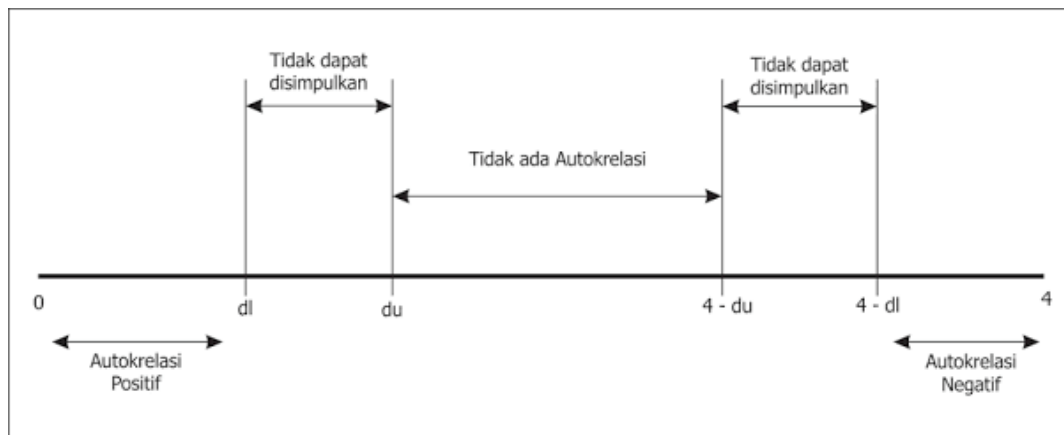 Tidak dapat
disimpulkan
Tidak dapat
disimpulkan
Tidak ada Autokrelasi
0
dl
du
4 - du
4 - dl
4
Autokrelasi
Positif
Autokrelasi
Negatif